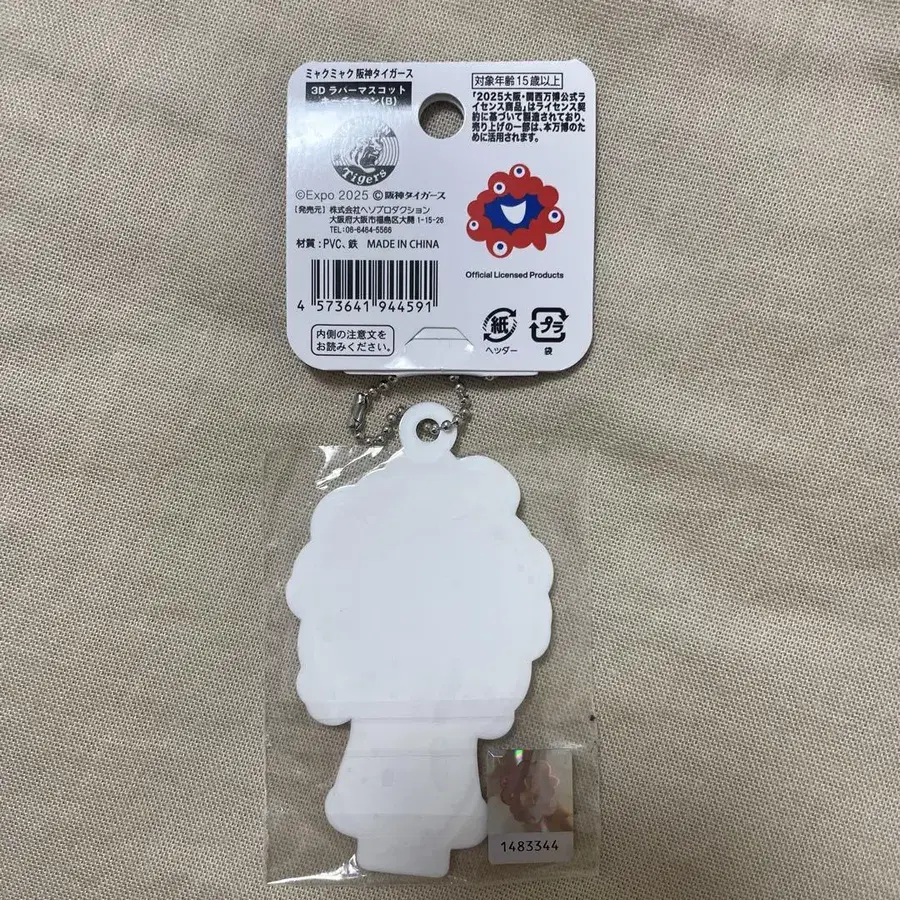 ミャクミャク 阪神タイガース
3D ラバーマスコット
キーチェーン(B)
Tigers
©Expo 2025 ©阪神タイガース
[発売元] 株式会社ヘソプロダクション
大阪府大阪市福島区大開 1-15-26
TEL:06-6464-5566
材質:PVC、鉄 MADE IN CHINA
4 573641 944591
内側の注意文を
お読みください。
対象年齢15歳以上
「2025大阪・関西万博公式ラ
イセンス商品」はライセンス契
約に基づいて製造されており、
売り上げの一部は、本万博のた
めに活用されます。
Official Licensed Products
紙
ヘッダー
プラ
袋
1483344